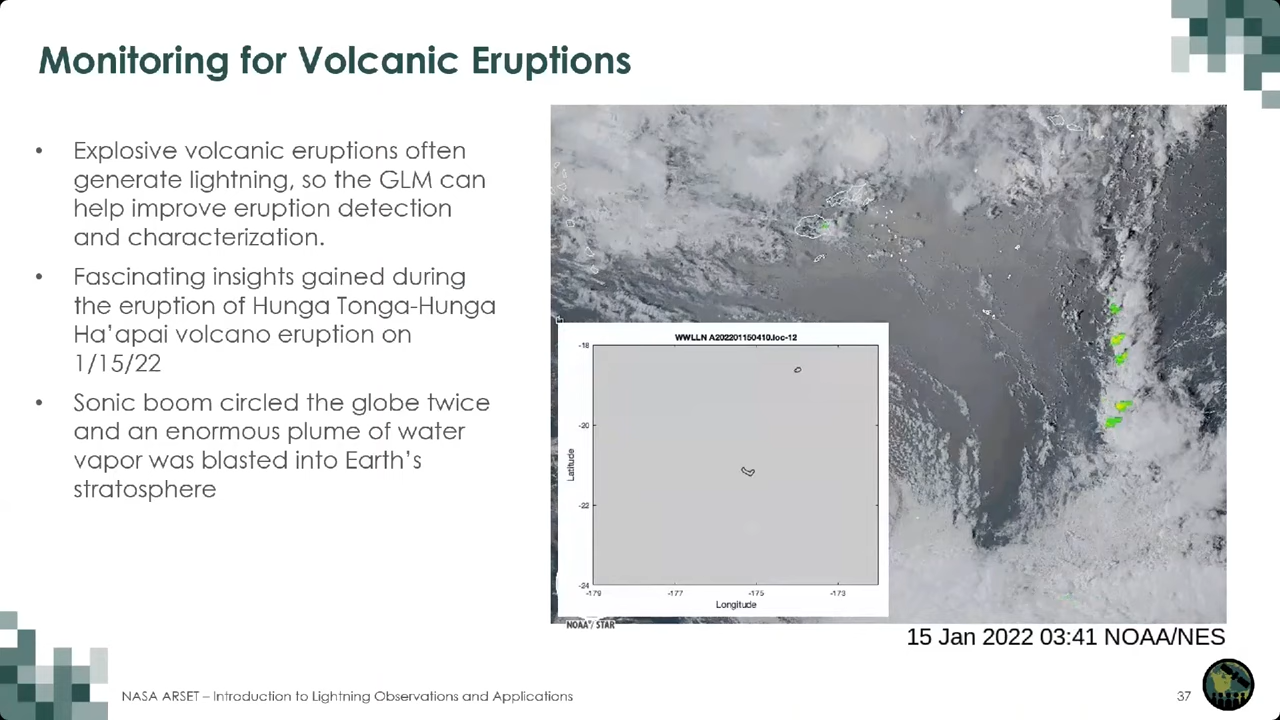 Monitoring for Volcanic Eruptions
• Explosive volcanic eruptions often
generate lightning, so the GLM can
help improve eruption detection
and characterization.
• Fascinating insights gained during
the eruption of Hunga Tonga-Hunga
Ha’apai volcano eruption on
1/15/22
• Sonic boom circled the globe twice
and an enormous plume of water
vapor was blasted into Earth’s
stratosphere
WWLLN A202201150410.loc-12
-18
-20
-22
-24
Latitude
-179 -177 -175 -173
Longitude
NOAA / STAR
15 Jan 2022 03:41 NOAA/NES
NASA ARSET – Introduction to Lightning Observations and Applications
37